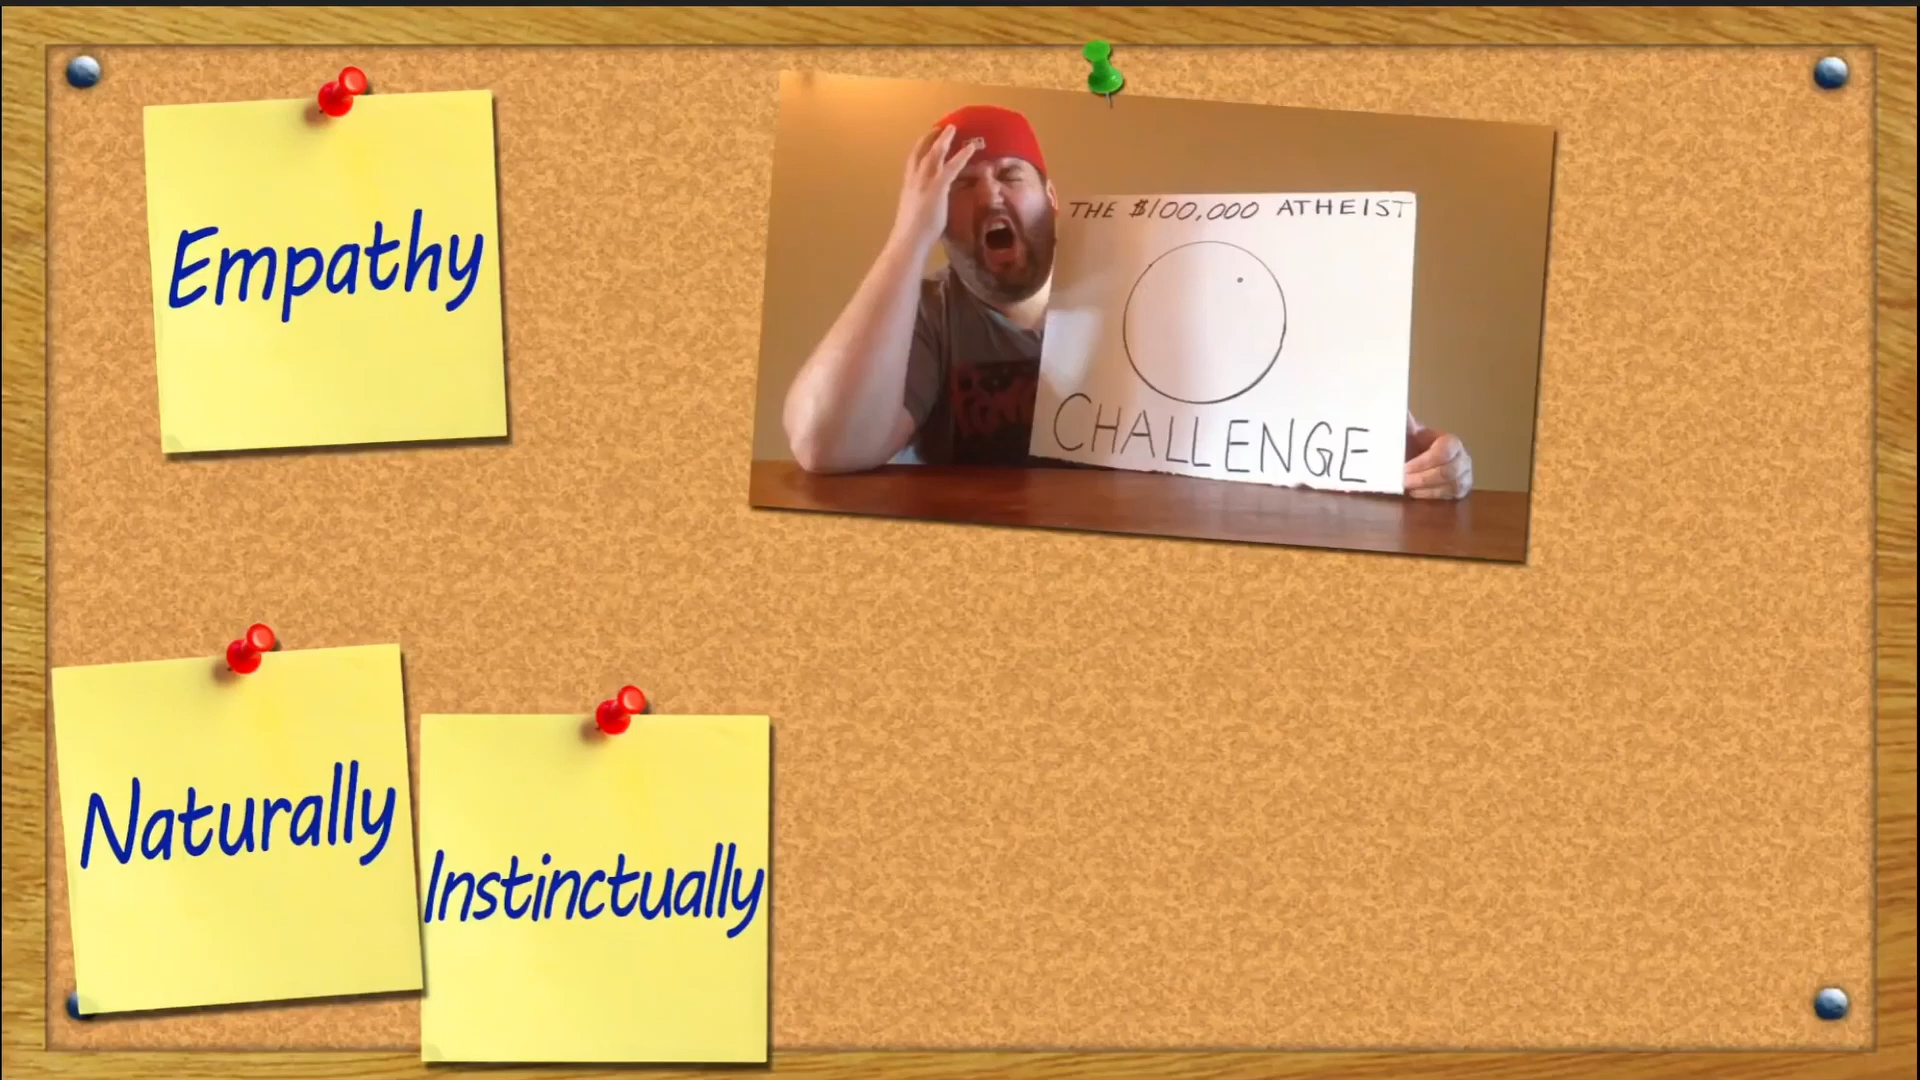 Empathy
THE $100,000 ATHEIST
CHALLENGE
Naturally
Instinctually